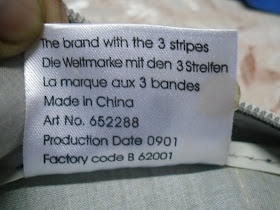 The brand with the 3 stripes
Die Weltmarke mit den 3 Streifen
La marque aux 3 bandes
Made in China
Art No. 652288
Production Date 0901
Factory code B 62001